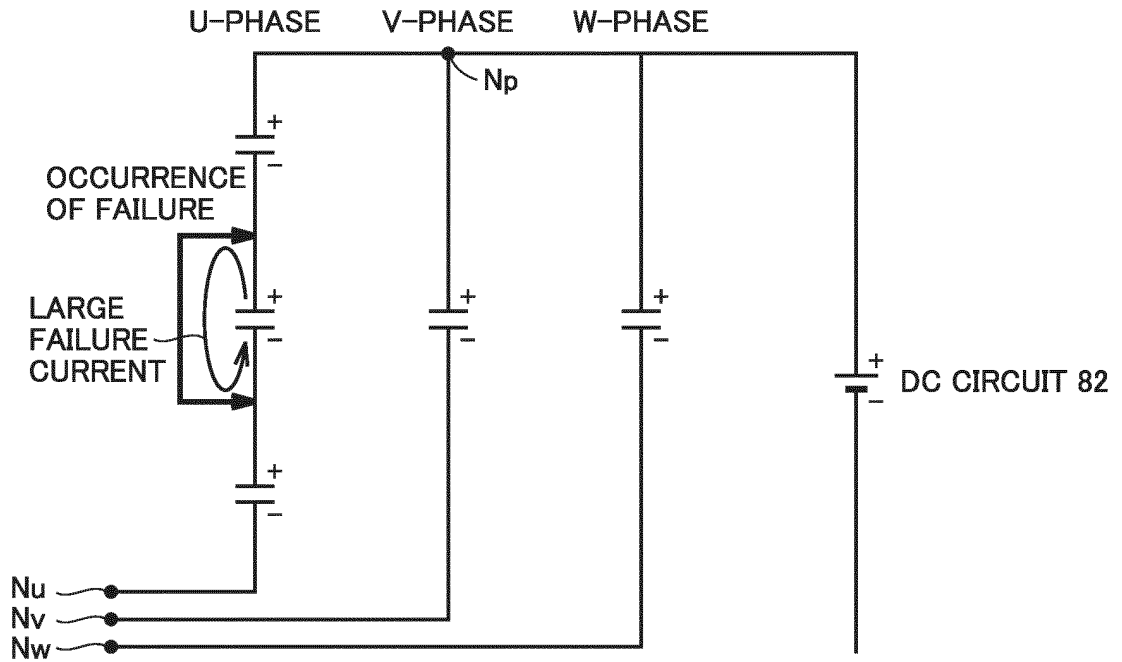 U-PHASE V-PHASE W-PHASE
Np
+
−
OCCURRENCE
OF FAILURE
LARGE
FAILURE
CURRENT
+
−
+
−
+
−
+
−
DC CIRCUIT 82
+
−
Nu
Nv
Nw